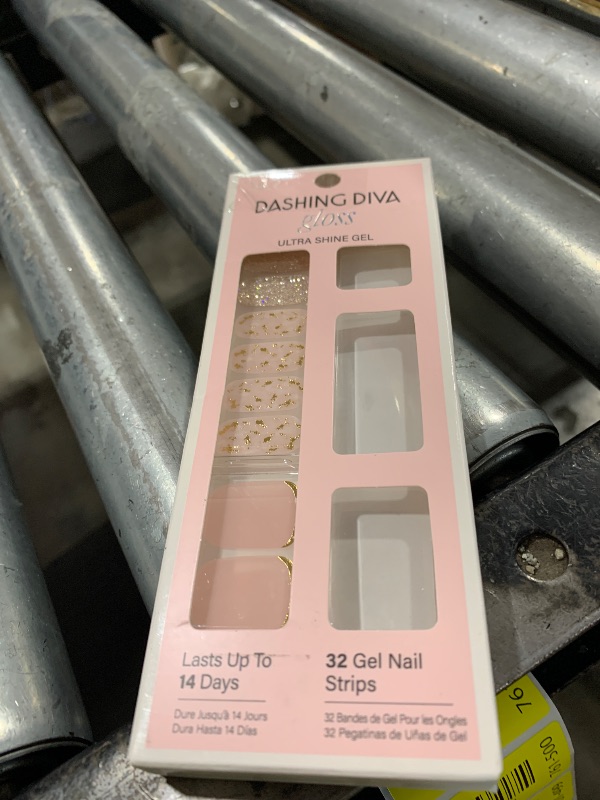 DASHING DIVA
gloss
ULTRA SHINE GEL
Lasts Up To
14 Days
Dure Jusqu'à 14 Jours
Dura Hasta 14 Días
32 Gel Nail
Strips
32 Bandes de Gel Pour les Ongles
32 Pegatinas de Uñas de Gel
76